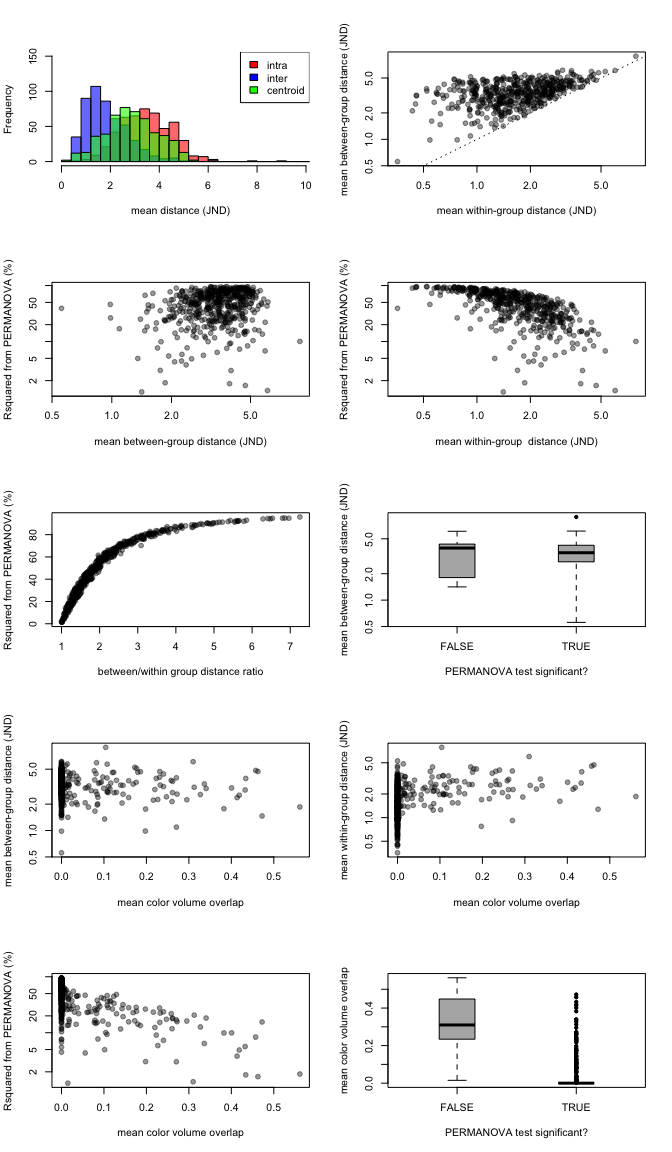 150
100
50
0
Frequency
0 2 4 6 8 10
mean distance (JND)
intra
inter
centroid
5.0
2.0
1.0
0.5
mean between-group distance (JND)
0.5 1.0 2.0 5.0
mean within-group distance (JND)
50
20
5
2
Rsquared from PERMANOVA (%)
0.5 1.0 2.0 5.0
mean between-group distance (JND)
50
20
5
2
Rsquared from PERMANOVA (%)
0.5 1.0 2.0 5.0
mean within-group distance (JND)
80
60
40
20
0
Rsquared from PERMANOVA (%)
1 2 3 4 5 6 7
between/within group distance ratio
5.0
2.0
1.0
0.5
mean between-group distance (JND)
FALSE TRUE
PERMANOVA test significant?
5.0
2.0
1.0
0.5
mean between-group distance (JND)
0.0 0.1 0.2 0.3 0.4 0.5
mean color volume overlap
5.0
2.0
1.0
0.5
mean within-group distance (JND)
0.0 0.1 0.2 0.3 0.4 0.5
mean color volume overlap
50
20
5
2
Rsquared from PERMANOVA (%)
0.0 0.1 0.2 0.3 0.4 0.5
mean color volume overlap
0.4
0.2
0.0
mean color volume overlap
FALSE TRUE
PERMANOVA test significant?